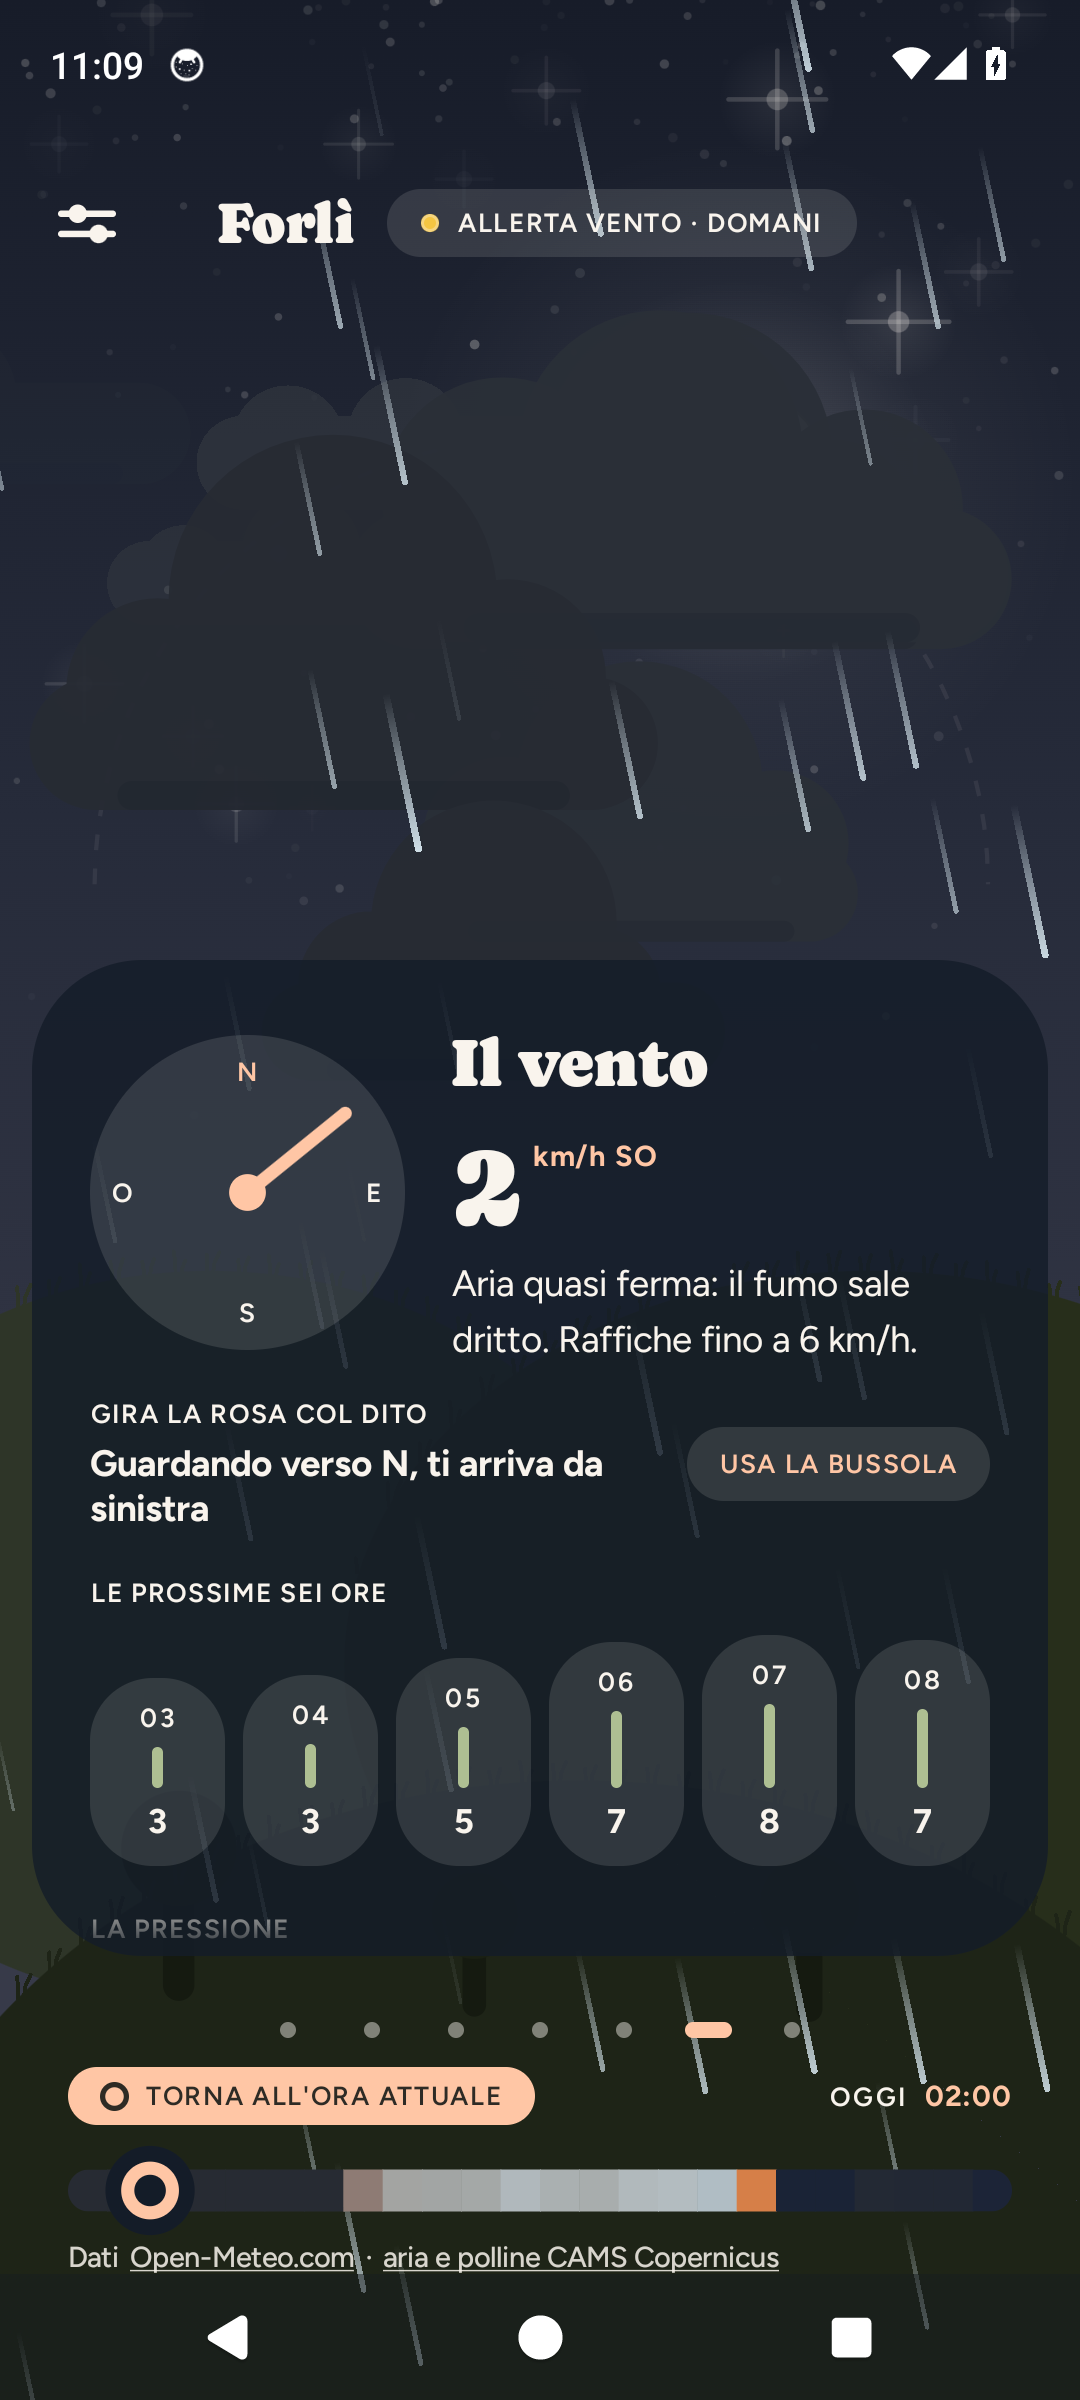 11:09
Forlì
ALLERTA VENTO · DOMANI
Il vento
N
O
E
S
2 km/h SO
Aria quasi ferma: il fumo sale
dritto. Raffiche fino a 6 km/h.
GIRA LA ROSA COL DITO
Guardando verso N, ti arriva da
sinistra
USA LA BUSSOLA
LE PROSSIME SEI ORE
03 04 05 06 07 08
3 3 5 7 8 7
LA PRESSIONE
TORNA ALL'ORA ATTUALE
OGGI 02:00
Dati Open-Meteo.com · aria e polline CAMS Copernicus